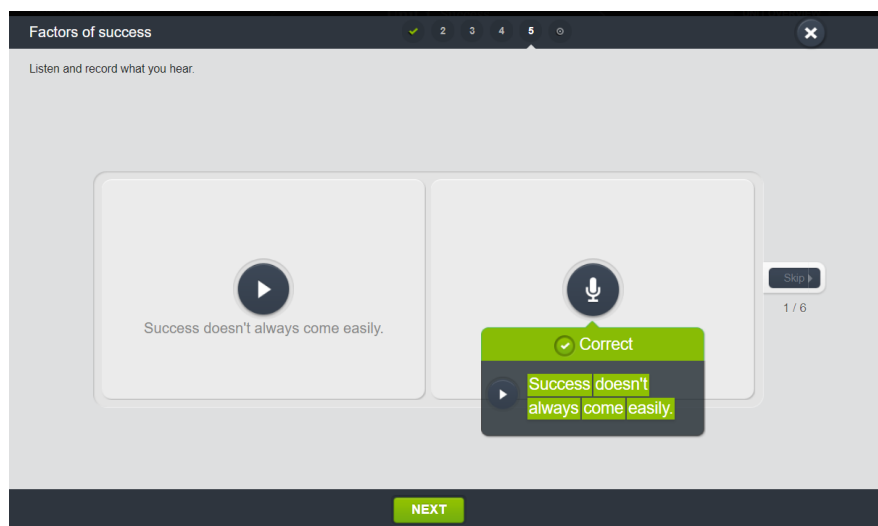 Factors of success
2 3 4 5
Listen and record what you hear.
Success doesn't always come easily.
Correct
Success doesn't
always come easily.
Skip
1 / 6
NEXT